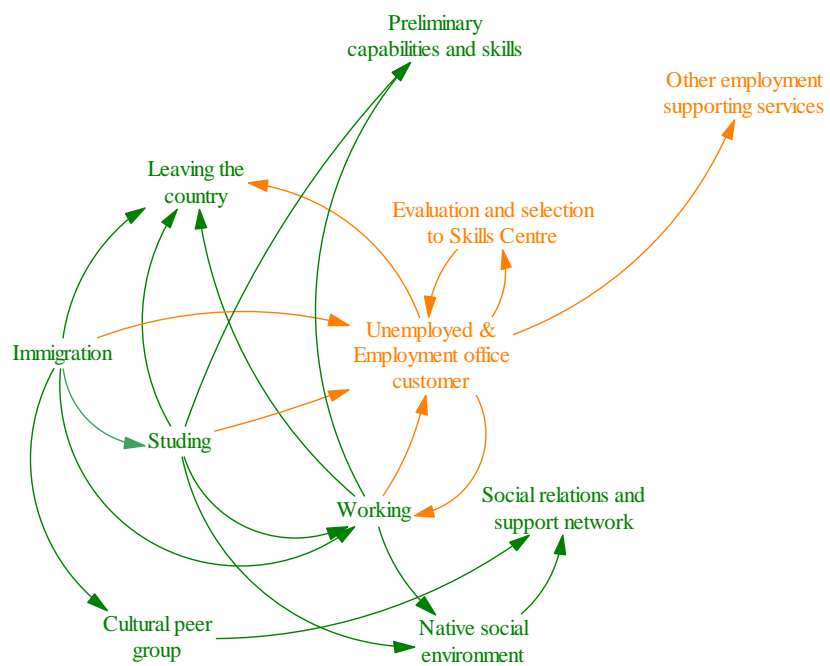 Preliminary
capabilities and skills
Other employment
supporting services
Leaving the
country
Evaluation and selection
to Skills Centre
Unemployed &
Employment office
customer
Immigration
Studing
Working
Social relations and
support network
Cultural peer
group
Native social
environment